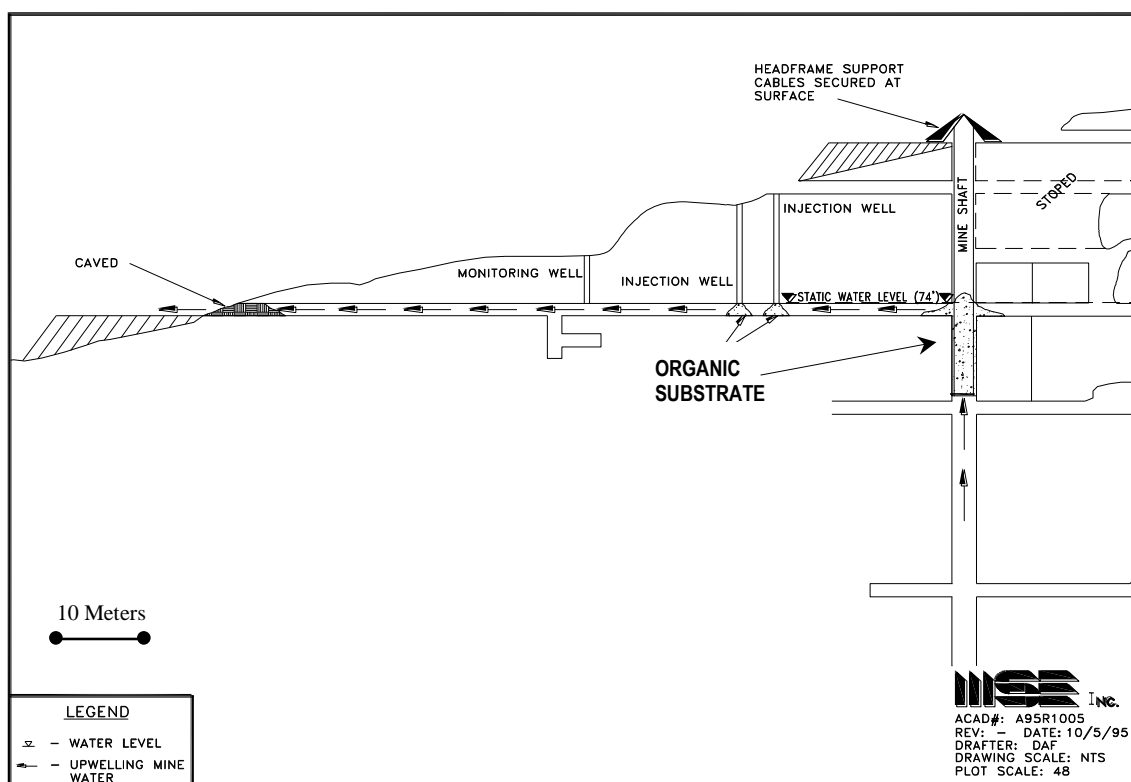 HEADFRAME SUPPORT
CABLES SECURED AT
SURFACE
STOPED
MINE SHAFT
INJECTION WELL
CAVED
MONITORING WELL
INJECTION WELL
STATIC WATER LEVEL (74')
ORGANIC
SUBSTRATE
10 Meters
LEGEND
- WATER LEVEL
- UPWELLING MINE
WATER
MSE INC.
ACAD#: A95R1005
REV: - DATE: 10/5/95
DRAFTER: DAF
DRAWING SCALE: NTS
PLOT SCALE: 48